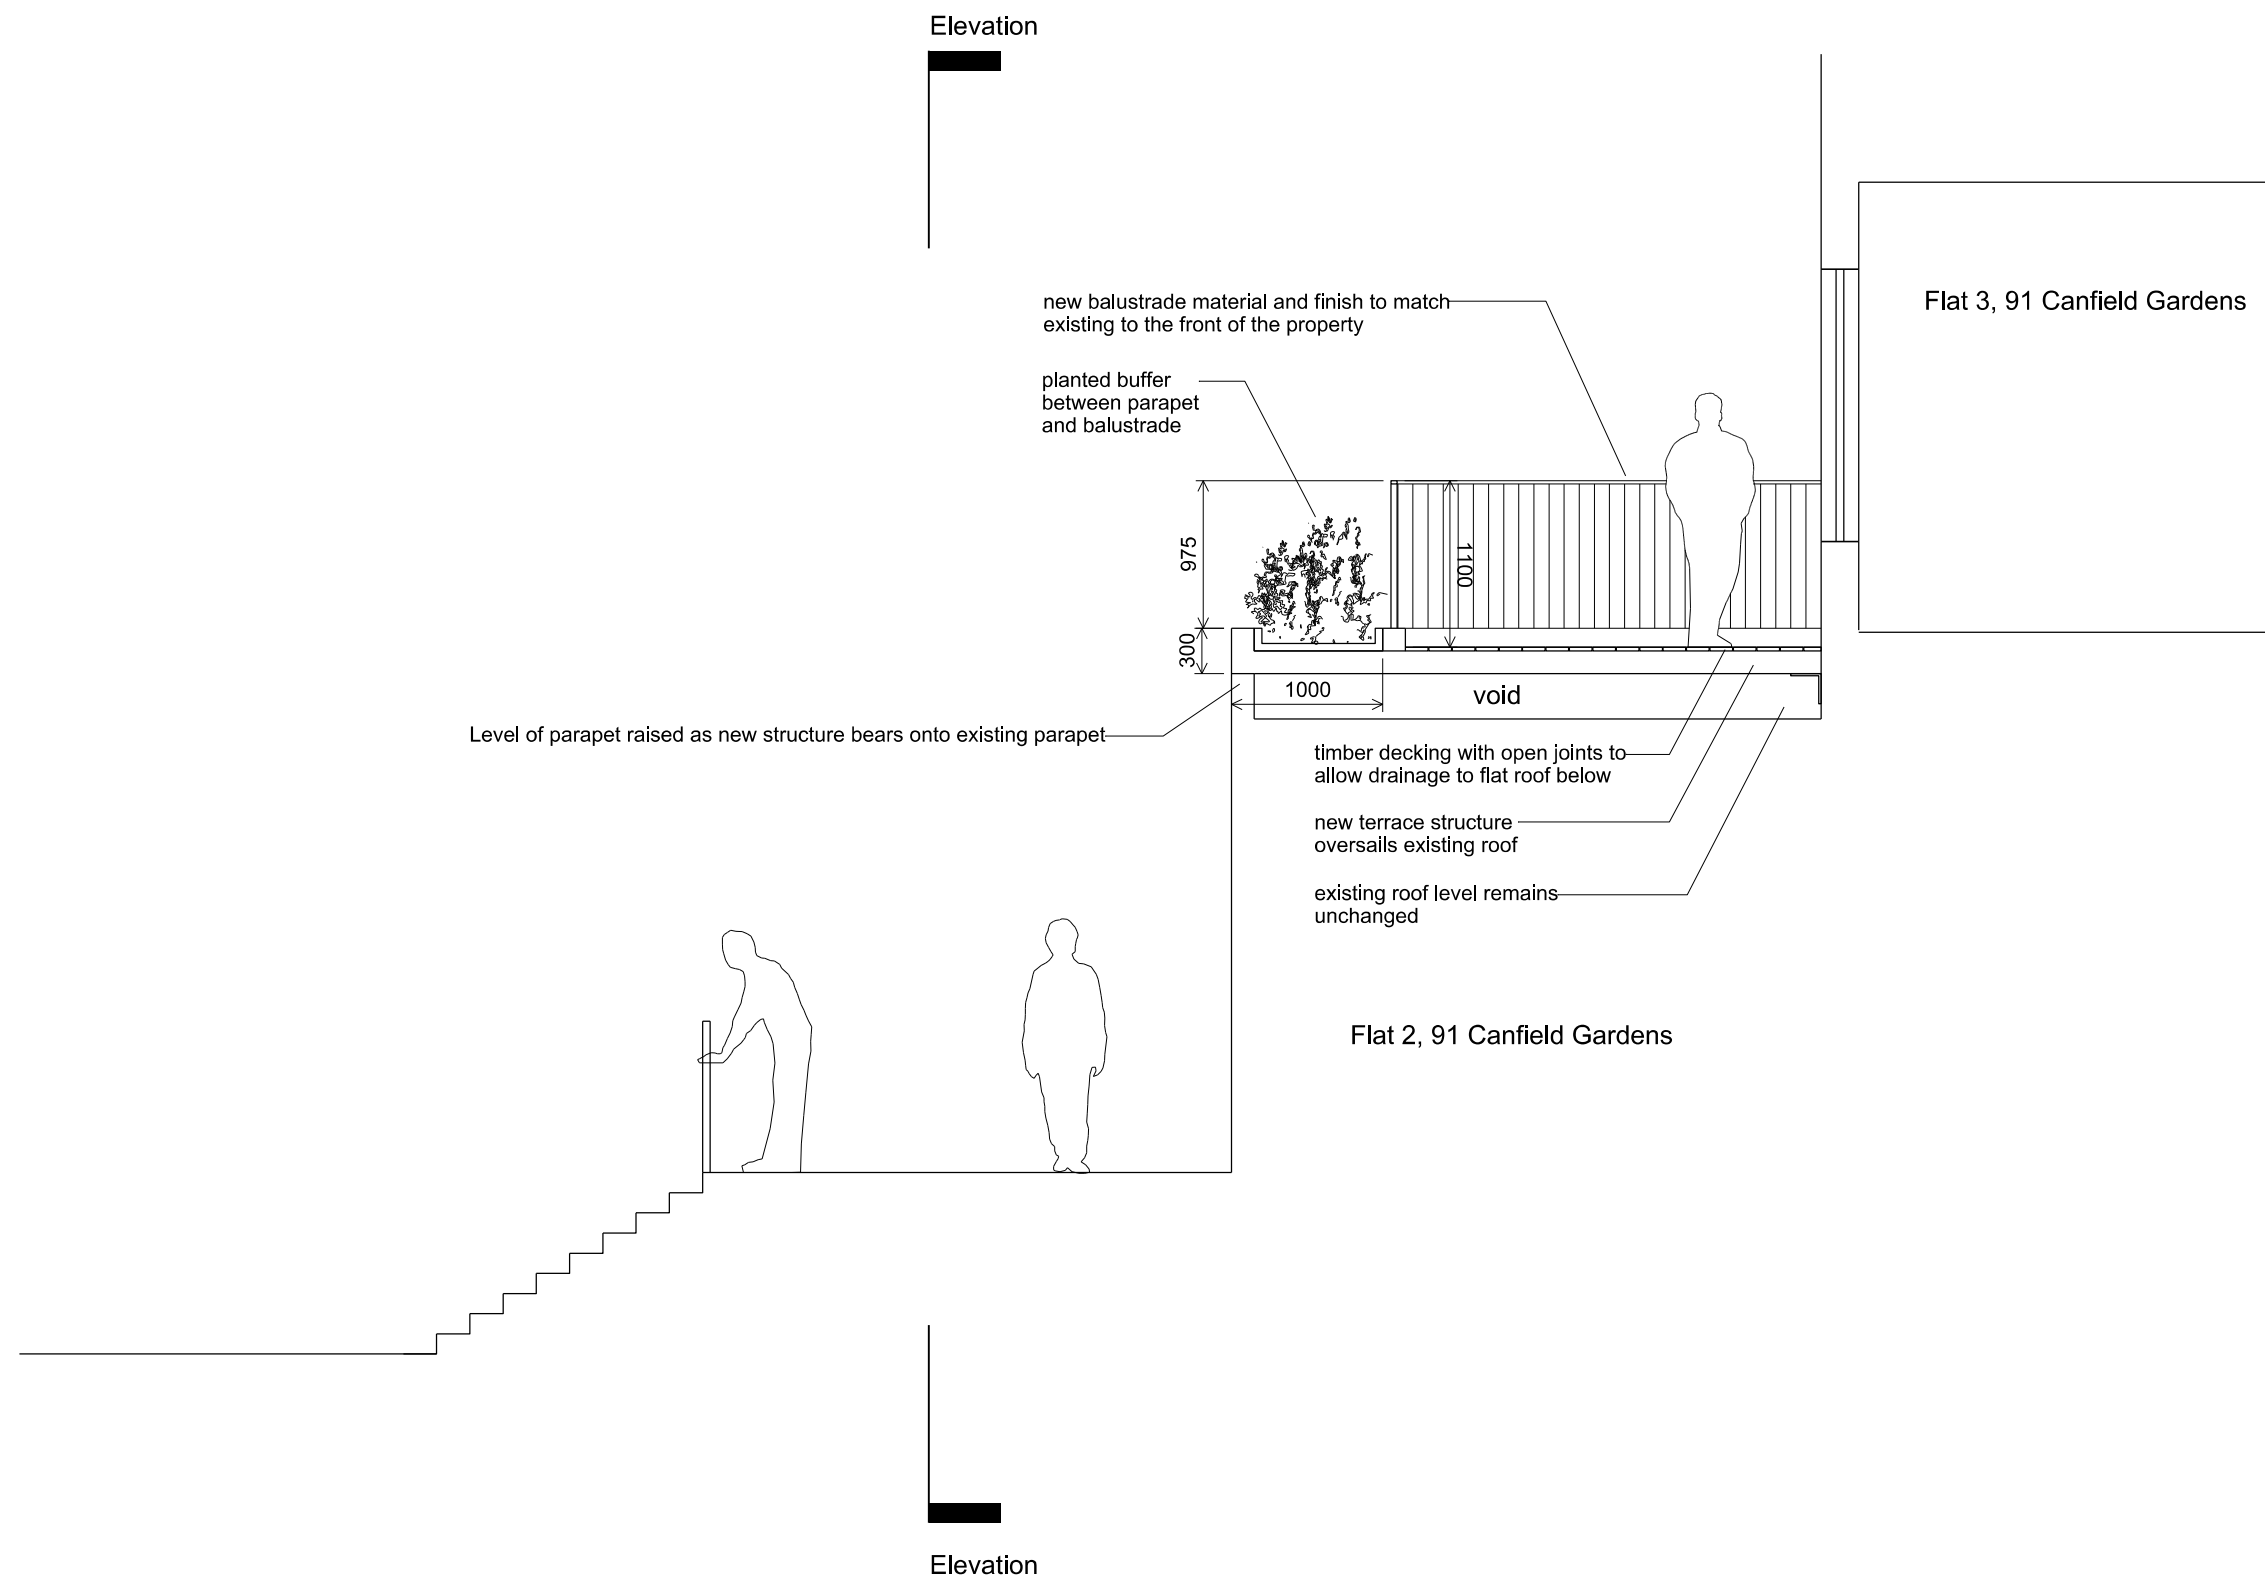 Elevation
new balustrade material and finish to match
existing to the front of the property
Flat 3, 91 Canfield Gardens
planted buffer
between parapet
and balustrade
975
1100
300
1000
void
Level of parapet raised as new structure bears onto existing parapet
timber decking with open joints to
allow drainage to flat roof below
new terrace structure
oversails existing roof
existing roof level remains
unchanged
Flat 2, 91 Canfield Gardens
Elevation